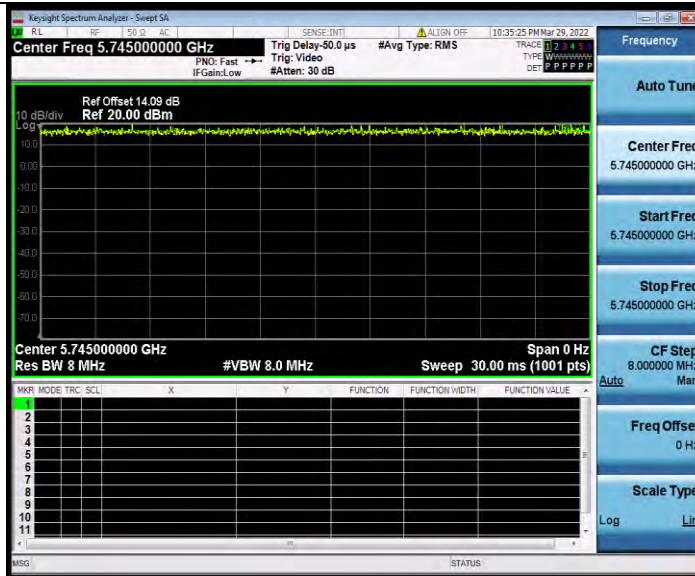 Keysight Spectrum Analyzer - Swept SA
RL RF 50 Ω AC SENSE:INT ALIGN OFF 10:35:25 PM Mar 29, 2022
Center Freq 5.745000000 GHz
PNO: Fast
IFGain:Low
Trig Delay-50.0 µs
Trig: Video
#Atten: 30 dB
#Avg Type: RMS
TRACE 1 2 3 4 5 6
TYPE
DET P P P P P P
Ref Offset 14.09 dB
10 dB/div Ref 20.00 dBm
Log
10.0
0.00
-10.0
-20.0
-30.0
-40.0
-50.0
-60.0
-70.0
Center 5.745000000 GHz Span 0 Hz
Res BW 8 MHz #VBW 8.0 MHz Sweep 30.00 ms (1001 pts)
MKR MODE TRC SCL X Y FUNCTION FUNCTION WIDTH FUNCTION VALUE
1
2
3
4
5
6
7
8
9
10
11
MSG STATUS
Frequency
Auto Tune
Center Freq
5.745000000 GHz
Start Freq
5.745000000 GHz
Stop Freq
5.745000000 GHz
CF Step
8.000000 MHz
Auto Man
Freq Offset
0 Hz
Scale Type
Log Lin